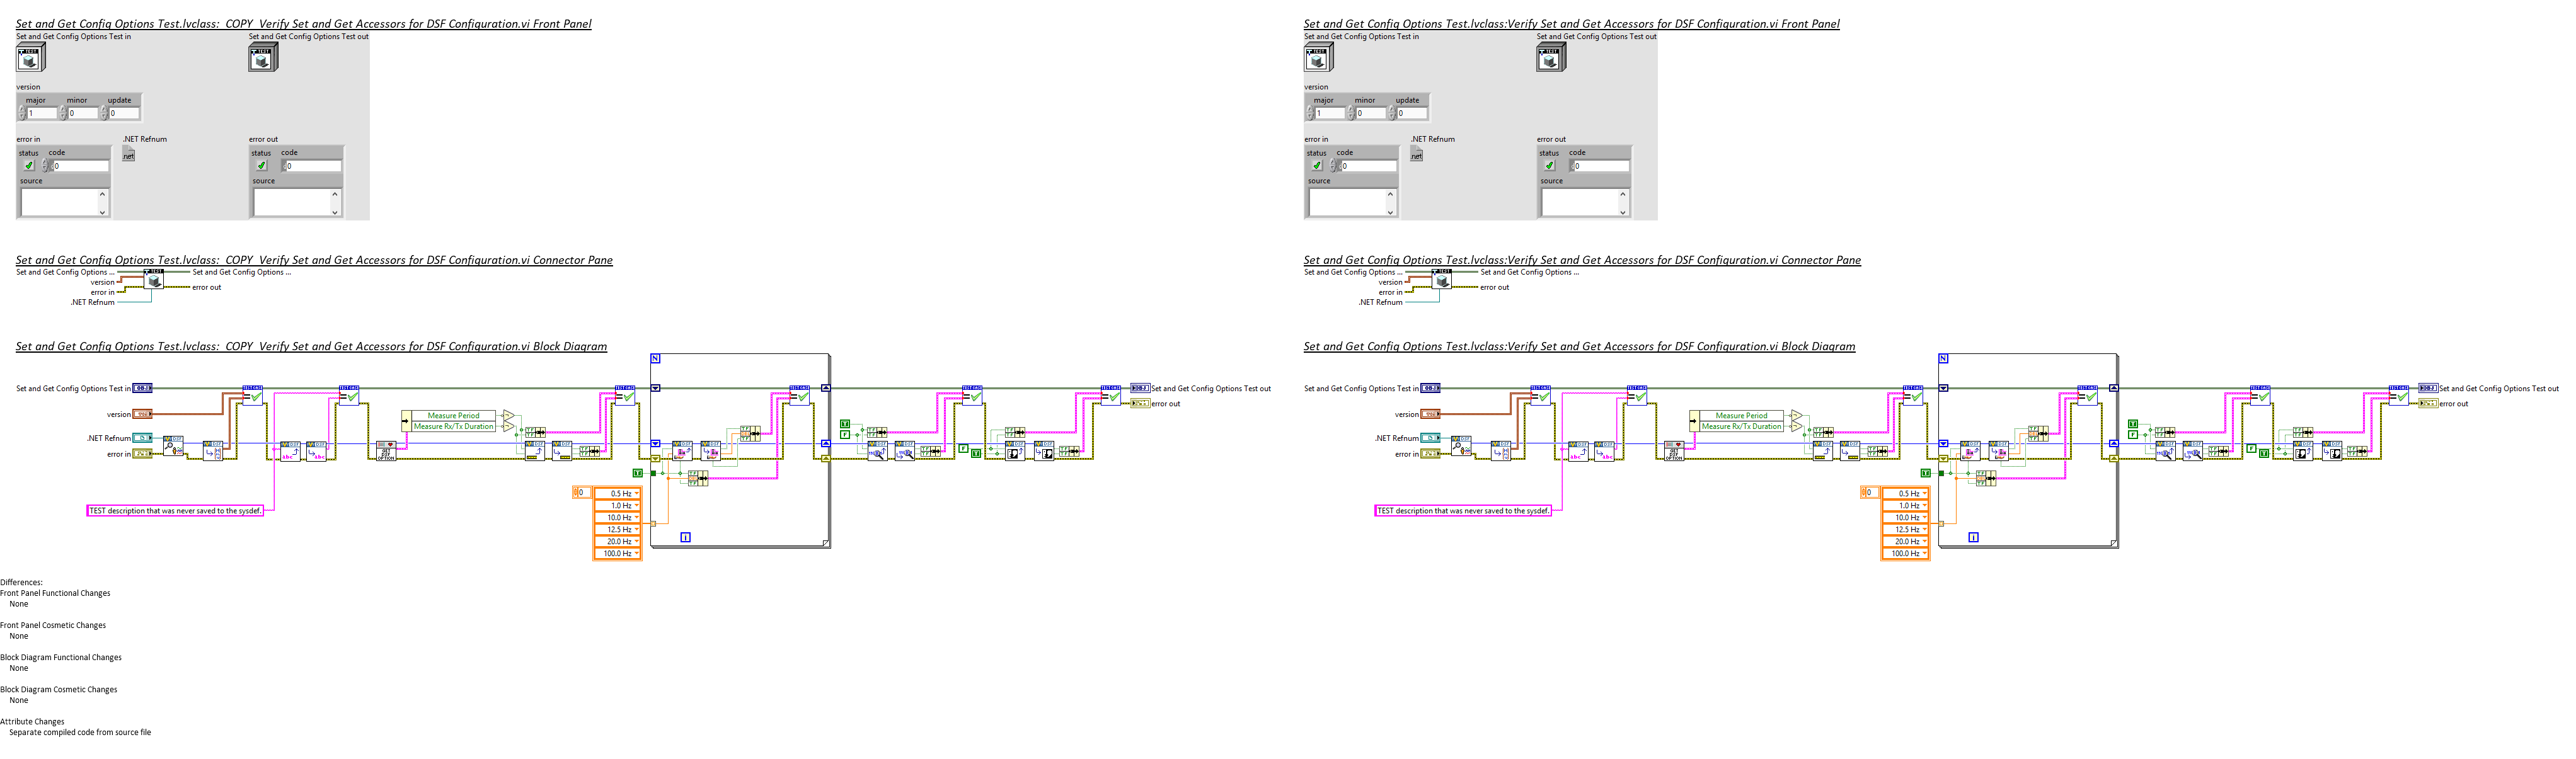 Set and Get Config Options Test.lvclass:  COPY  Verify Set and Get Accessors for DSF Configuration.vi Front Panel
Set and Get Config Options Test in
Set and Get Config Options Test out
TEST
TEST
version
major minor update
1 0 0
error in
.NET Refnum
error out
.net
status code
0
source
status code
0
source
Set and Get Config Options Test.lvclass:  COPY  Verify Set and Get Accessors for DSF Configuration.vi Connector Pane
Set and Get Config Options ...
TEST
Set and Get Config Options ...
version
error in
error out
.NET Refnum
Set and Get Config Options Test.lvclass:  COPY  Verify Set and Get Accessors for DSF Configuration.vi Block Diagram
N
Set and Get Config Options Test in
Set and Get Config Options Test out
version
error out
Measure Period
Measure Rx/Tx Duration
.NET Refnum
error in
abc
abc
T
F
F
T
T
0
0.5 Hz
1.0 Hz
10.0 Hz
12.5 Hz
20.0 Hz
100.0 Hz
TEST description that was never saved to the sysdef.
i
Differences:
Front Panel Functional Changes
None
Front Panel Cosmetic Changes
None
Block Diagram Functional Changes
None
Block Diagram Cosmetic Changes
None
Attribute Changes
Separate compiled code from source file
Set and Get Config Options Test.lvclass:Verify Set and Get Accessors for DSF Configuration.vi Front Panel
Set and Get Config Options Test in
Set and Get Config Options Test out
TEST
TEST
version
major minor update
1 0 0
error in
.NET Refnum
error out
.net
status code
0
source
status code
0
source
Set and Get Config Options Test.lvclass:Verify Set and Get Accessors for DSF Configuration.vi Connector Pane
Set and Get Config Options ...
TEST
Set and Get Config Options ...
version
error in
error out
.NET Refnum
Set and Get Config Options Test.lvclass:Verify Set and Get Accessors for DSF Configuration.vi Block Diagram
N
Set and Get Config Options Test in
Set and Get Config Options Test out
version
error out
Measure Period
Measure Rx/Tx Duration
.NET Refnum
error in
abc
abc
T
F
F
T
T
0
0.5 Hz
1.0 Hz
10.0 Hz
12.5 Hz
20.0 Hz
100.0 Hz
TEST description that was never saved to the sysdef.
i